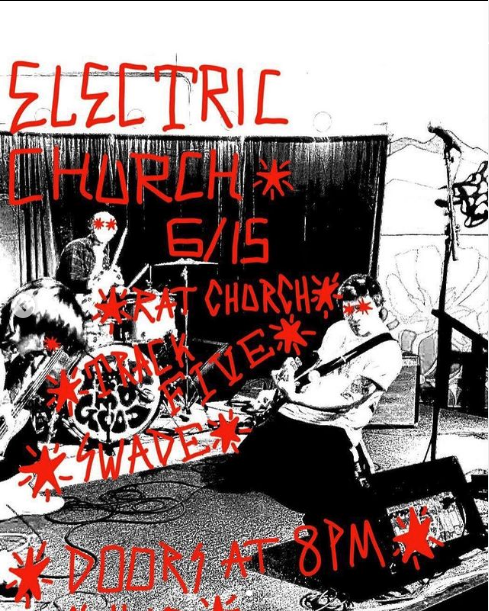 ELECTRIC
CHURCH*
6/15
*RAT CHURCH*
*TRACK
FIVE*
*SWADE*
*DOORS AT 8PM*